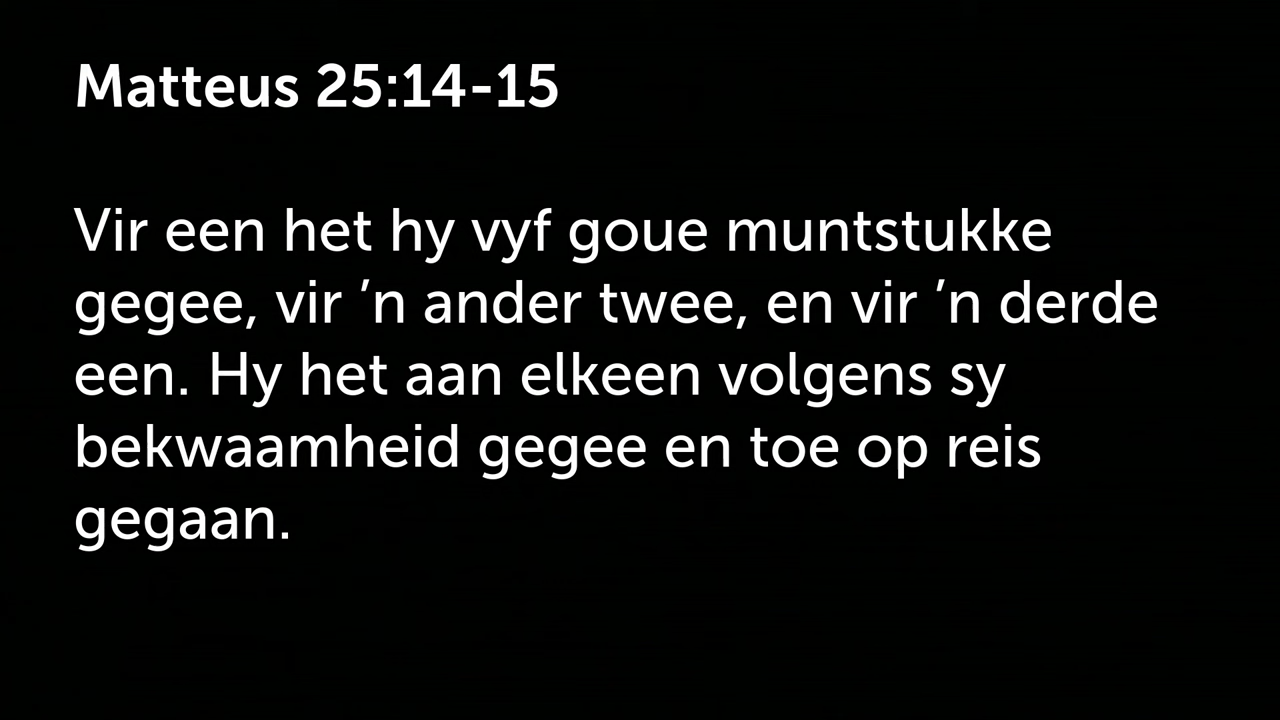 Matteus 25:14-15
Vir een het hy vyf goue muntstukke
gegee, vir ’n ander twee, en vir ’n derde
een. Hy het aan elkeen volgens sy
bekwaamheid gegee en toe op reis
gegaan.